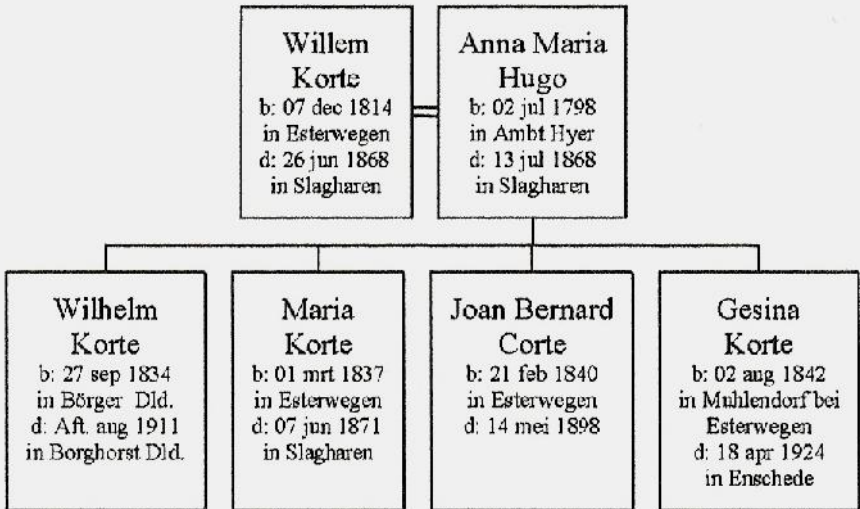 Willem
Korte
b: 07 dec 1814
in Esterwegen
d: 26 jun 1868
in Slagharen
Anna Maria
Hugo
b: 02 jul 1798
in Ambt Hyer
d: 13 jul 1868
in Slagharen
Wilhelm
Korte
b: 27 sep 1834
in Börger Dld.
d: Aft. aug 1911
in Borghorst Dld.
Maria
Korte
b: 01 mrt 1837
in Esterwegen
d: 07 jun 1871
in Slagharen
Joan Bernard
Corte
b: 21 feb 1840
in Esterwegen
d: 14 mei 1898
Gesina
Korte
b: 02 aug 1842
in Muhlendorf bei
Esterwegen
d: 18 apr 1924
in Enschede